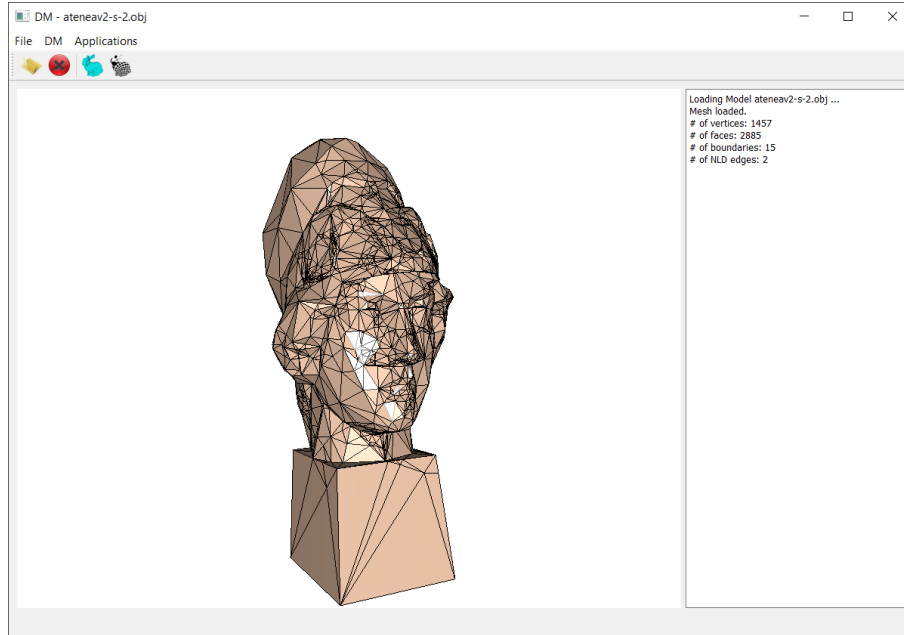 DM - ateneav2-s-2.obj
File DM Applications
Loading Model ateneav2-s-2.obj ...
Mesh loaded.
# of vertices: 1457
# of faces: 2885
# of boundaries: 15
# of NLD edges: 2